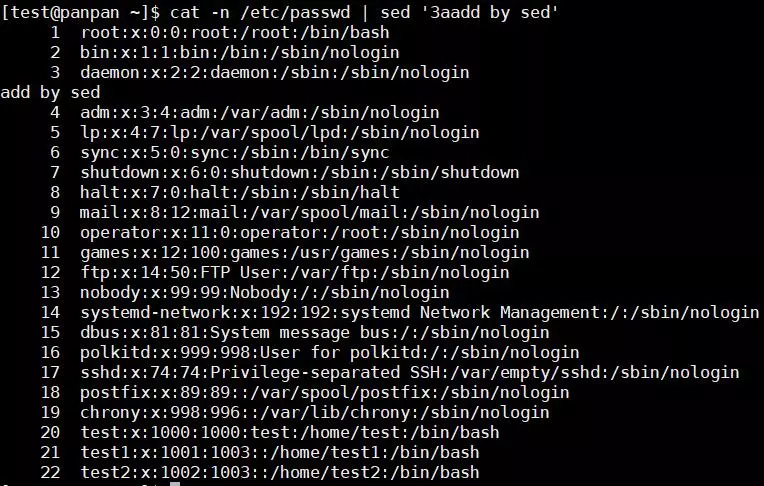 [test@panpan ~]$ cat -n /etc/passwd | sed '3aadd by sed'
     1  root:x:0:0:root:/root:/bin/bash
     2  bin:x:1:1:bin:/bin:/sbin/nologin
     3  daemon:x:2:2:daemon:/sbin:/sbin/nologin
add by sed
     4  adm:x:3:4:adm:/var/adm:/sbin/nologin
     5  lp:x:4:7:lp:/var/spool/lpd:/sbin/nologin
     6  sync:x:5:0:sync:/sbin:/bin/sync
     7  shutdown:x:6:0:shutdown:/sbin:/sbin/shutdown
     8  halt:x:7:0:halt:/sbin:/sbin/halt
     9  mail:x:8:12:mail:/var/spool/mail:/sbin/nologin
    10  operator:x:11:0:operator:/root:/sbin/nologin
    11  games:x:12:100:games:/usr/games:/sbin/nologin
    12  ftp:x:14:50:FTP User:/var/ftp:/sbin/nologin
    13  nobody:x:99:99:Nobody:/:/sbin/nologin
    14  systemd-network:x:192:192:systemd Network Management:/:/sbin/nologin
    15  dbus:x:81:81:System message bus:/:/sbin/nologin
    16  polkitd:x:999:998:User for polkitd:/:/sbin/nologin
    17  sshd:x:74:74:Privilege-separated SSH:/var/empty/sshd:/sbin/nologin
    18  postfix:x:89:89::/var/spool/postfix:/sbin/nologin
    19  chrony:x:998:996::/var/lib/chrony:/sbin/nologin
    20  test:x:1000:1000:test:/home/test:/bin/bash
    21  test1:x:1001:1003::/home/test1:/bin/bash
    22  test2:x:1002:1003::/home/test2:/bin/bash